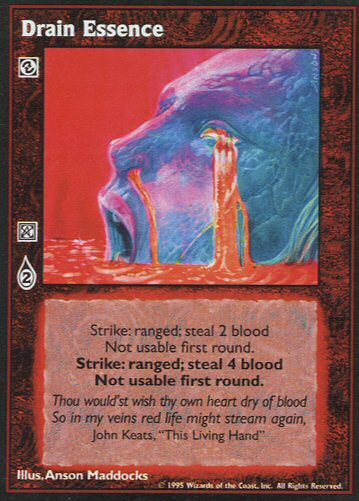 Drain Essence
ANSON
2
Strike: ranged; steal 2 blood
Not usable first round.
Strike: ranged; steal 4 blood
Not usable first round.
Thou would'st wish thy own heart dry of blood
So in my veins red life might stream again,
John Keats, "This Living Hand"
Illus, Anson Maddocks
© 1995 Wizards of the Coast, Inc. All Rights Reserved.